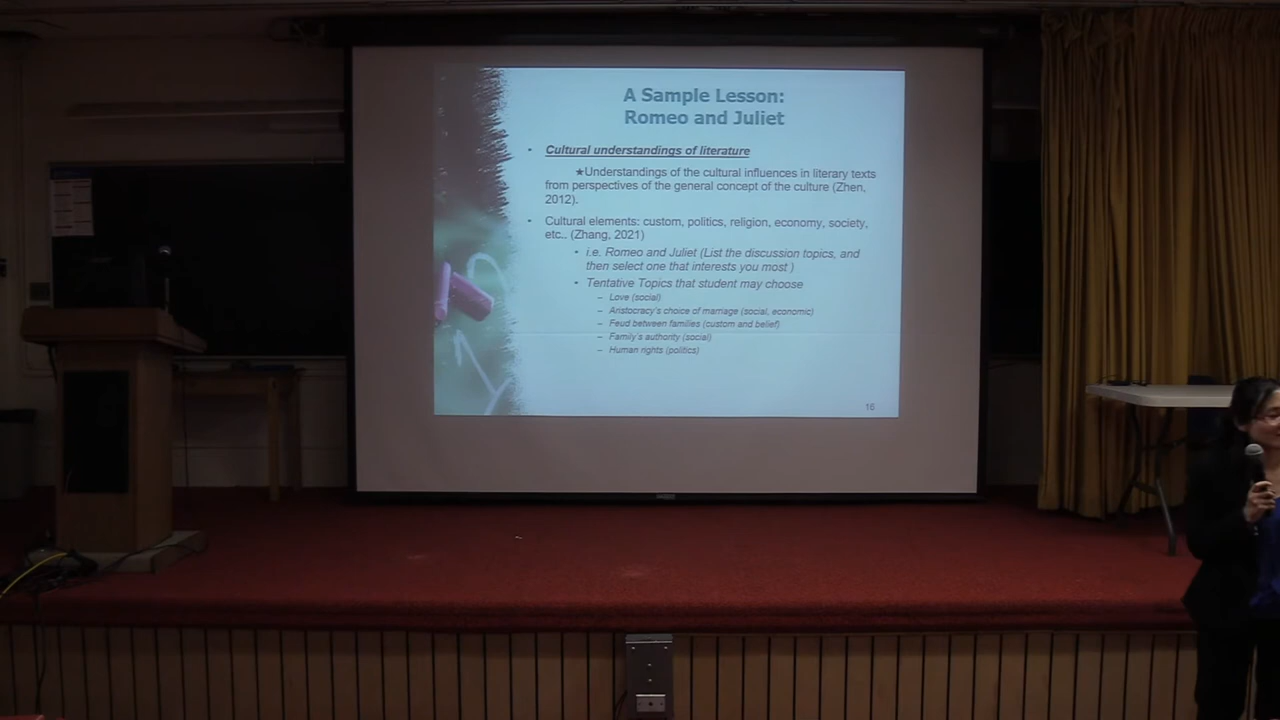 A Sample Lesson:
Romeo and Juliet
• Cultural understandings of literature
★Understandings of the cultural influences in literary texts
from perspectives of the general concept of the culture (Zhen,
2012).
• Cultural elements: custom, politics, religion, economy, society,
etc.. (Zhang, 2021)
• i.e. Romeo and Juliet (List the discussion topics, and
then select one that interests you most )
• Tentative Topics that student may choose
– Love (social)
– Aristocracy's choice of marriage (social, economic)
– Feud between families (custom and belief)
– Family's authority (social)
– Human rights (politics)
16